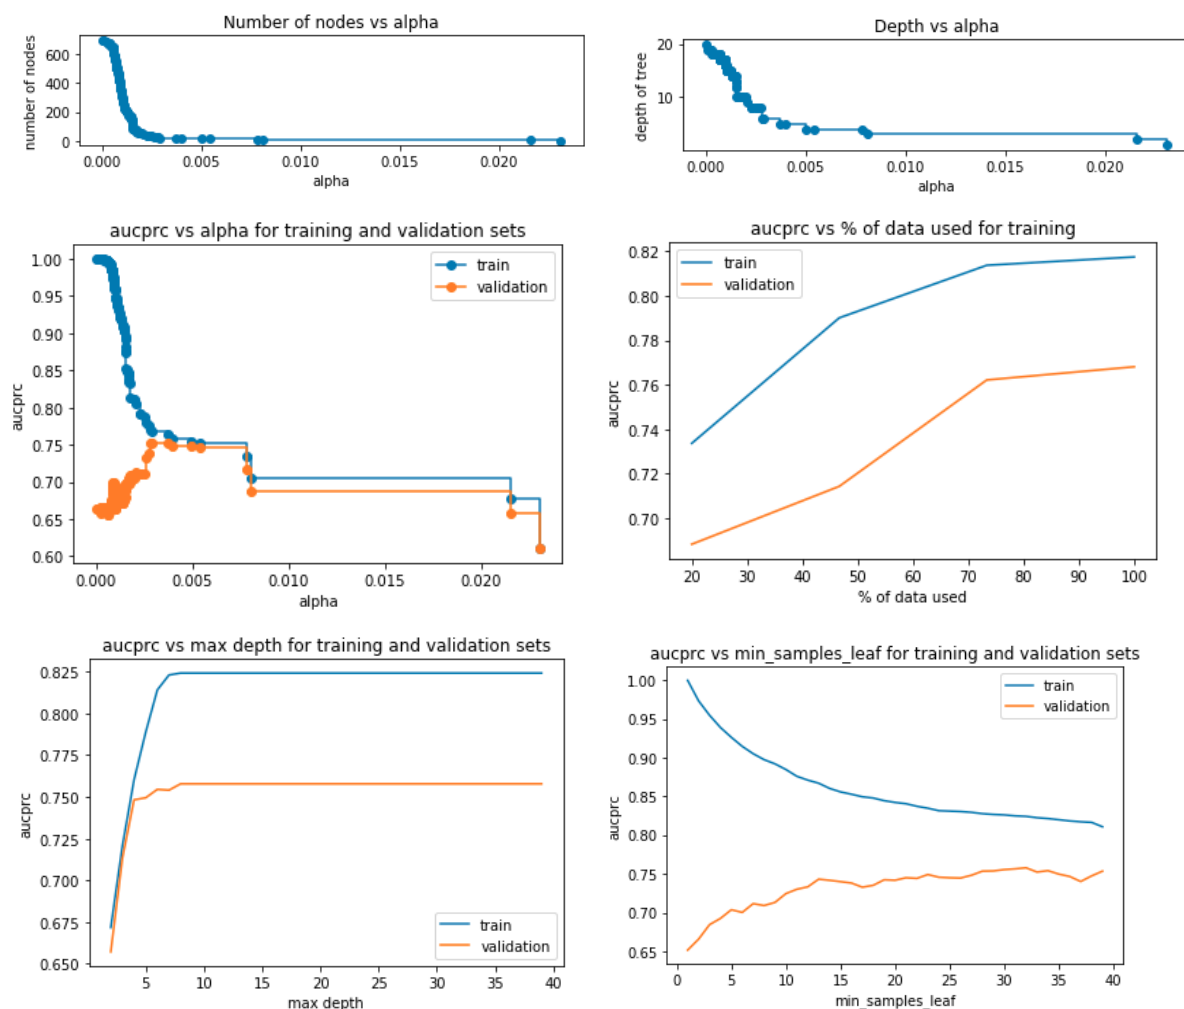 Number of nodes vs alpha
number of nodes
600
400
200
0
0.000 0.005 0.010 0.015 0.020
alpha
Depth vs alpha
depth of tree
20
10
0.000 0.005 0.010 0.015 0.020
alpha
aucprc vs alpha for training and validation sets
aucprc
1.00
0.95
0.90
0.85
0.80
0.75
0.70
0.65
0.60
train
validation
0.000 0.005 0.010 0.015 0.020
alpha
aucprc vs % of data used for training
aucprc
0.82
0.80
0.78
0.76
0.74
0.72
0.70
train
validation
20 30 40 50 60 70 80 90 100
% of data used
aucprc vs max depth for training and validation sets
aucprc
0.825
0.800
0.775
0.750
0.725
0.700
0.675
0.650
train
validation
5 10 15 20 25 30 35 40
max depth
aucprc vs min_samples_leaf for training and validation sets
aucprc
1.00
0.95
0.90
0.85
0.80
0.75
0.70
0.65
train
validation
0 5 10 15 20 25 30 35 40
min_samples_leaf